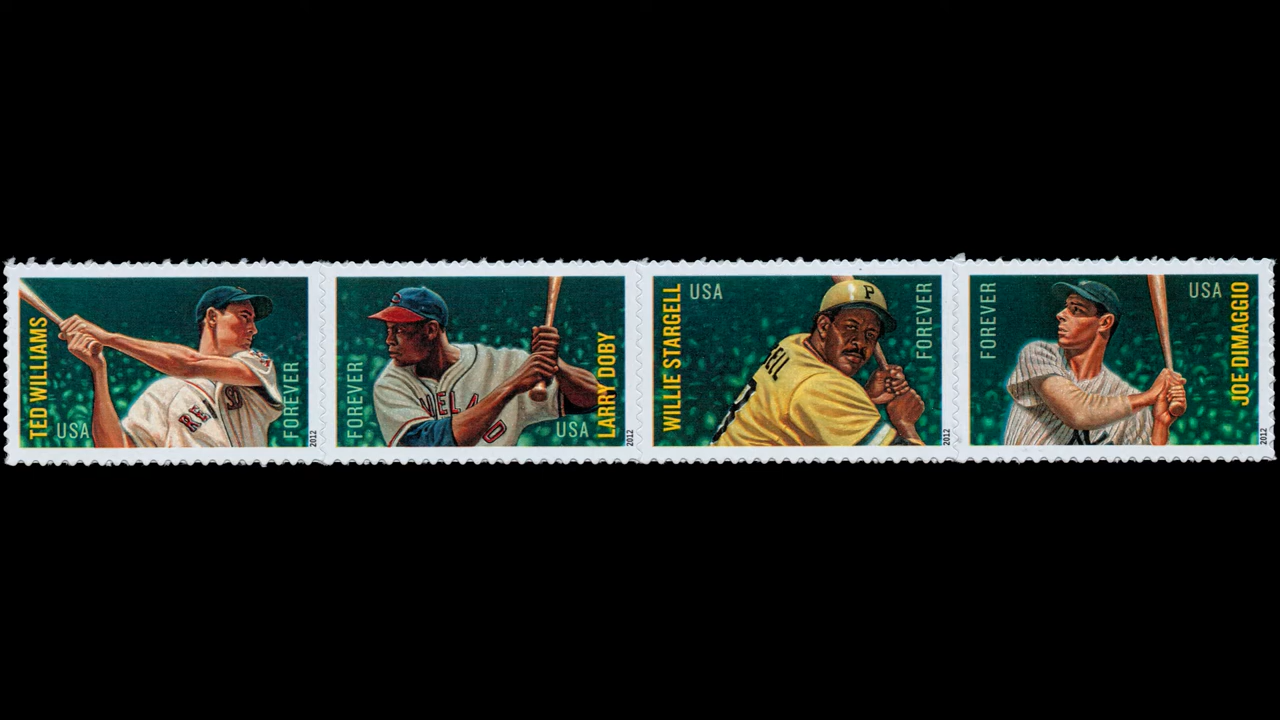 TED WILLIAMS
USA
FOREVER
2012
FOREVER
USA
LARRY DOBY
2012
WILLIE STARGELL
USA
P
FOREVER
2012
FOREVER
USA
JOE DIMAGGIO
2012